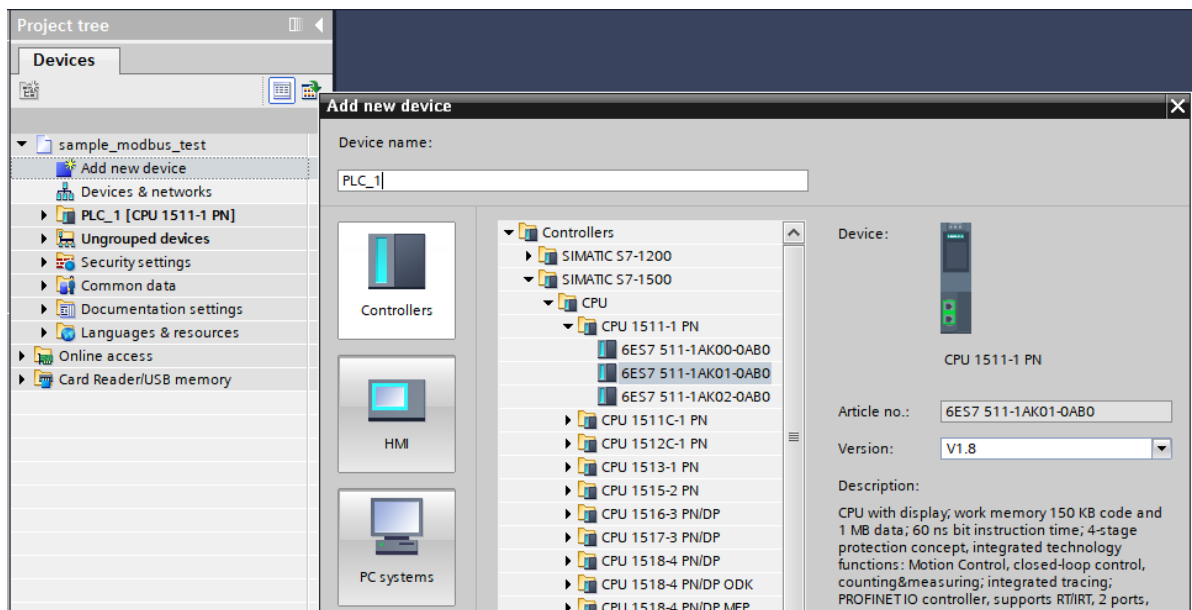 Project tree
Devices
Add new device
Device name:
PLC_1
sample_modbus_test
Add new device
Devices & networks
PLC_1 [CPU 1511-1 PN]
Ungrouped devices
Security settings
Common data
Documentation settings
Languages & resources
Online access
Card Reader/USB memory
Controllers
HMI
PC systems
Controllers
SIMATIC S7-1200
SIMATIC S7-1500
CPU
CPU 1511-1 PN
6ES7 511-1AK00-0AB0
6ES7 511-1AK01-0AB0
6ES7 511-1AK02-0AB0
CPU 1511C-1 PN
CPU 1512C-1 PN
CPU 1513-1 PN
CPU 1515-2 PN
CPU 1516-3 PN/DP
CPU 1517-3 PN/DP
CPU 1518-4 PN/DP
CPU 1518-4 PN/DP ODK
CPU 1518-4 PN/DP MFP
Device:
CPU 1511-1 PN
Article no.: 6ES7 511-1AK01-0AB0
Version: V1.8
Description:
CPU with display; work memory 150 KB code and
1 MB data; 60 ns bit instruction time; 4-stage
protection concept, integrated technology
functions: Motion Control, closed-loop control,
counting&measuring; integrated tracing;
PROFINET IO controller, supports RT/IRT, 2 ports,